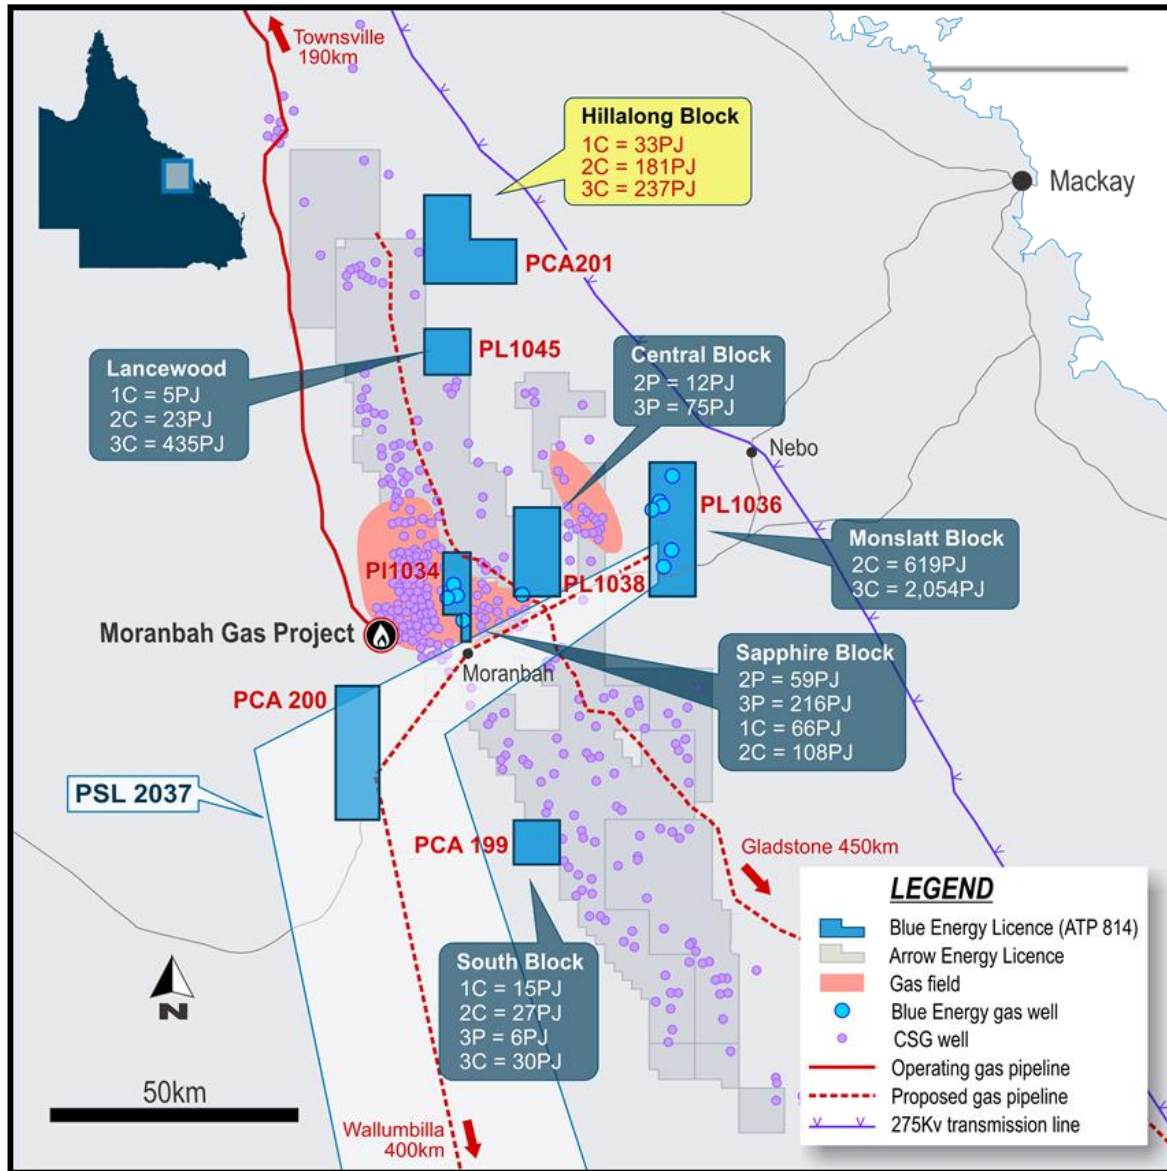 Townsville
190km
Hillalong Block
1C = 33PJ
2C = 181PJ
3C = 237PJ
Mackay
PCA201
Lancewood
1C = 5PJ
2C = 23PJ
3C = 435PJ
PL1045
Central Block
2P = 12PJ
3P = 75PJ
Nebo
PL1036
Monslatt Block
2C = 619PJ
3C = 2,054PJ
PI1034
PL1038
Moranbah Gas Project
Moranbah
Sapphire Block
2P = 59PJ
3P = 216PJ
1C = 66PJ
2C = 108PJ
PCA 200
PSL 2037
PCA 199
Gladstone 450km
South Block
1C = 15PJ
2C = 27PJ
3P = 6PJ
3C = 30PJ
N
50km
Wallumbilla
400km
LEGEND
Blue Energy Licence (ATP 814)
Arrow Energy Licence
Gas field
Blue Energy gas well
CSG well
Operating gas pipeline
Proposed gas pipeline
275Kv transmission line